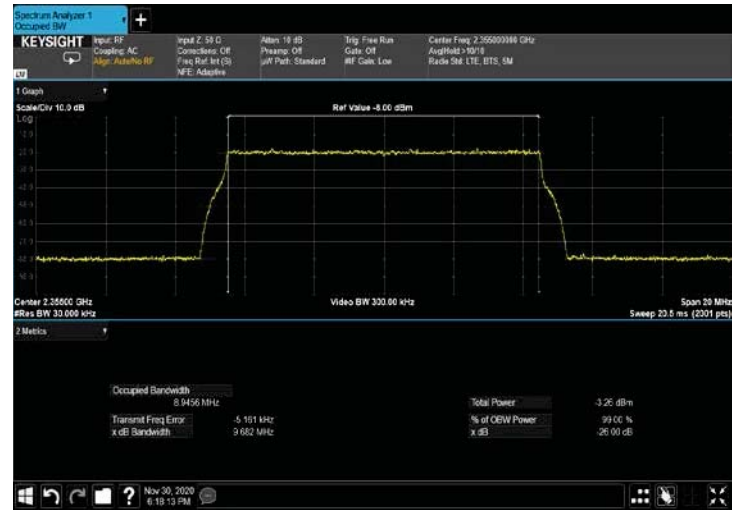 Spectrum Analyzer 1
Occupied BW
+
KEYSIGHT
Input: RF
Coupling: AC
Align: Auto/No RF
Input Z: 50 Ω
Corrections: Off
Freq Ref: Int (S)
NFE: Adaptive
Atten: 10 dB
Preamp: Off
µW Path: Standard
Trig: Free Run
Gate: Off
#IF Gain: Low
Center Freq: 2.355000000 GHz
Avg|Hold:>10/10
Radio Std: LTE, BTS, 5M
1 Graph
Scale/Div 10.0 dB
Ref Value -8.00 dBm
Log
Center 2.35500 GHz
#Res BW 30.000 kHz
Video BW 300.00 kHz
Span 20 MHz
Sweep 20.6 ms (2001 pts)
2 Metrics
Occupied Bandwidth
8.9456 MHz
Total Power
-3.26 dBm
Transmit Freq Error
-5.161 kHz
% of OBW Power
99.00 %
x dB Bandwidth
9.682 MHz
x dB
-26.00 dB
?
Nov 30, 2020
6:18:13 PM